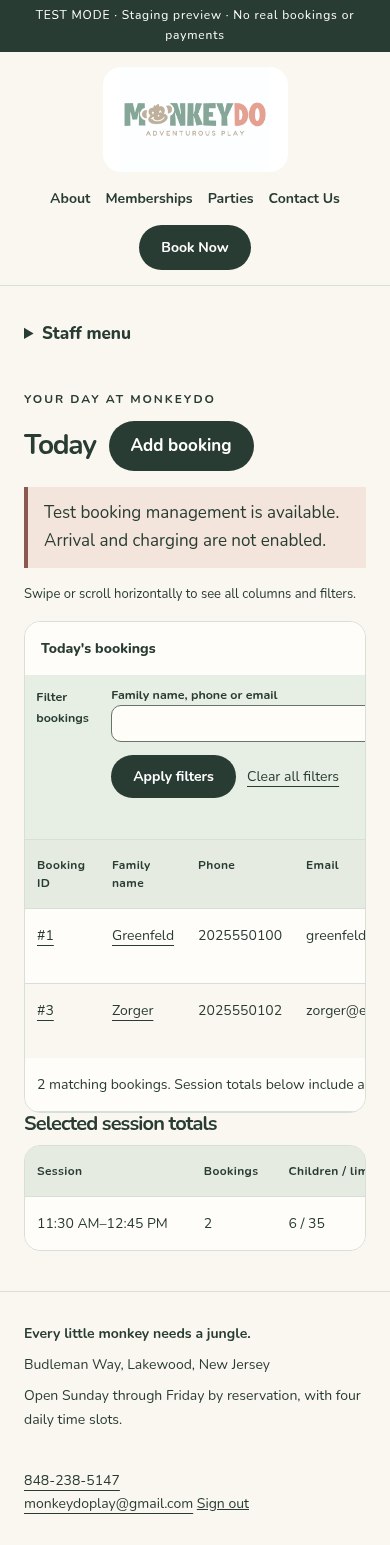 TEST MODE · Staging preview · No real bookings or
payments
MONKEYDO
ADVENTUROUS PLAY
About Memberships Parties Contact Us
Book Now
Staff menu
YOUR DAY AT MONKEYDO
Today Add booking
Test booking management is available.
Arrival and charging are not enabled.
Swipe or scroll horizontally to see all columns and filters.
Today's bookings
Filter
bookings
Family name, phone or email
Apply filters Clear all filters
Booking
ID
Family
name
Phone
Email
#1 Greenfeld 2025550100 greenfeld
#3 Zorger 2025550102 zorger@e
2 matching bookings. Session totals below include a
Selected session totals
Session Bookings Children / lim
11:30 AM–12:45 PM 2 6 / 35
Every little monkey needs a jungle.
Budleman Way, Lakewood, New Jersey
Open Sunday through Friday by reservation, with four
daily time slots.
848-238-5147
monkeydoplay@gmail.com Sign out